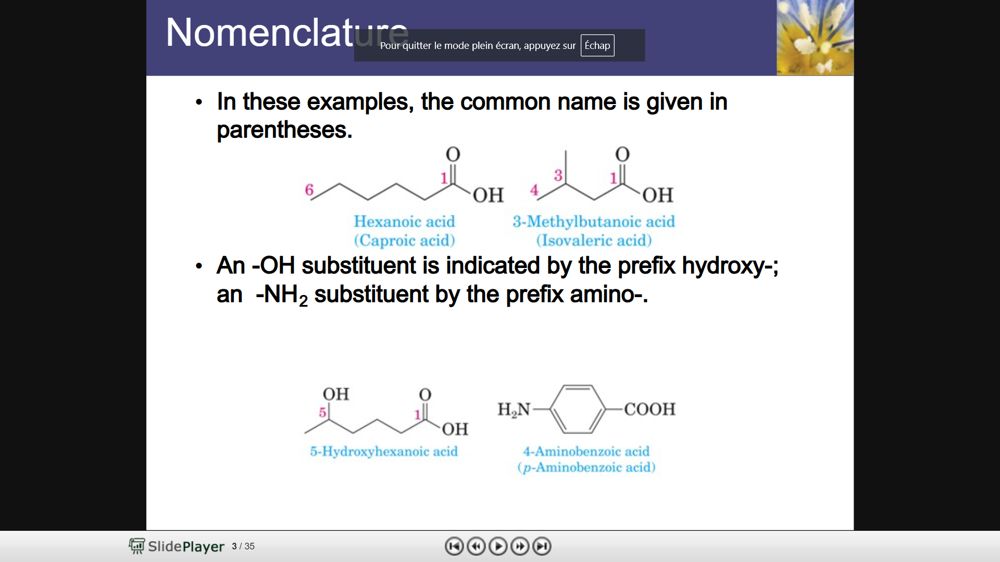 Nomenclature
Pour quitter le mode plein écran, appuyez sur Échap
• In these examples, the common name is given in
parentheses.
O
1
6
OH
O
3
1
4
OH
Hexanoic acid
(Caproic acid)
3-Methylbutanoic acid
(Isovaleric acid)
• An -OH substituent is indicated by the prefix hydroxy-;
an -NH₂ substituent by the prefix amino-.
OH
O
5
1
OH
H₂N
COOH
5-Hydroxyhexanoic acid
4-Aminobenzoic acid
(p-Aminobenzoic acid)
SlidePlayer 3 / 35